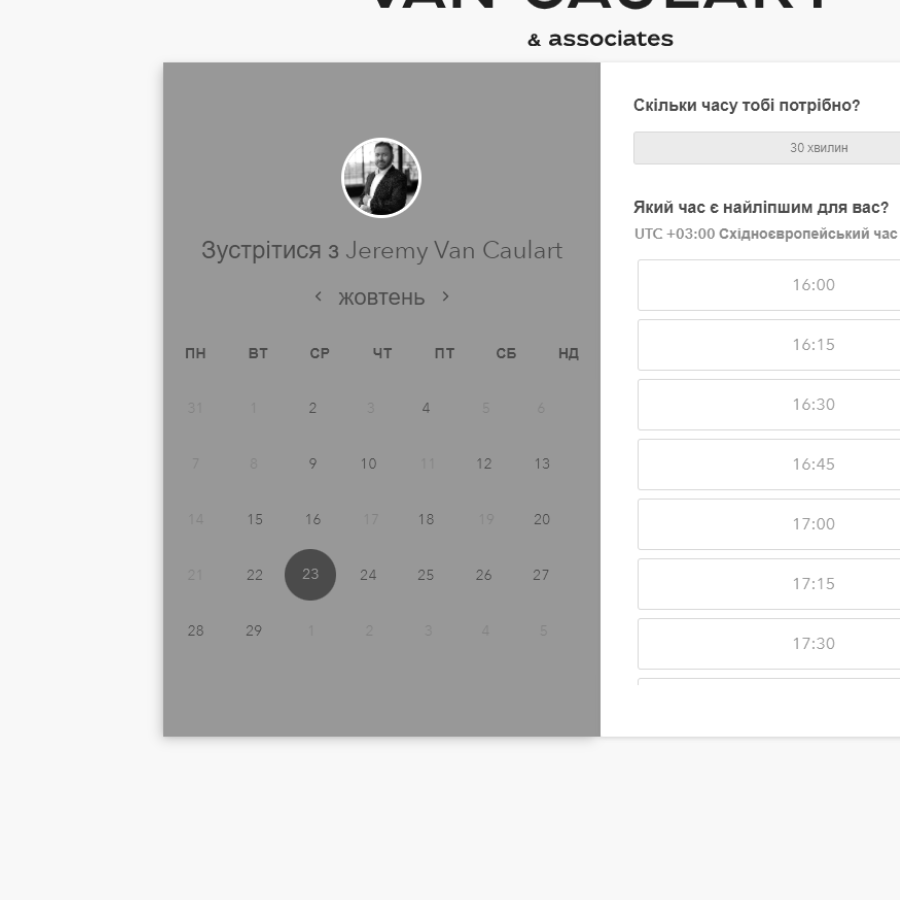 VAN CAULART
& associates
Зустрітися з Jeremy Van Caulart
жовтень
ПН ВТ СР ЧТ ПТ СБ НД
31 1 2 3 4 5 6
7 8 9 10 11 12 13
14 15 16 17 18 19 20
21 22 23 24 25 26 27
28 29 1 2 3 4 5
Скільки часу тобі потрібно?
30 хвилин
Який час є найліпшим для вас?
UTC +03:00 Східноєвропейський час
16:00
16:15
16:30
16:45
17:00
17:15
17:30